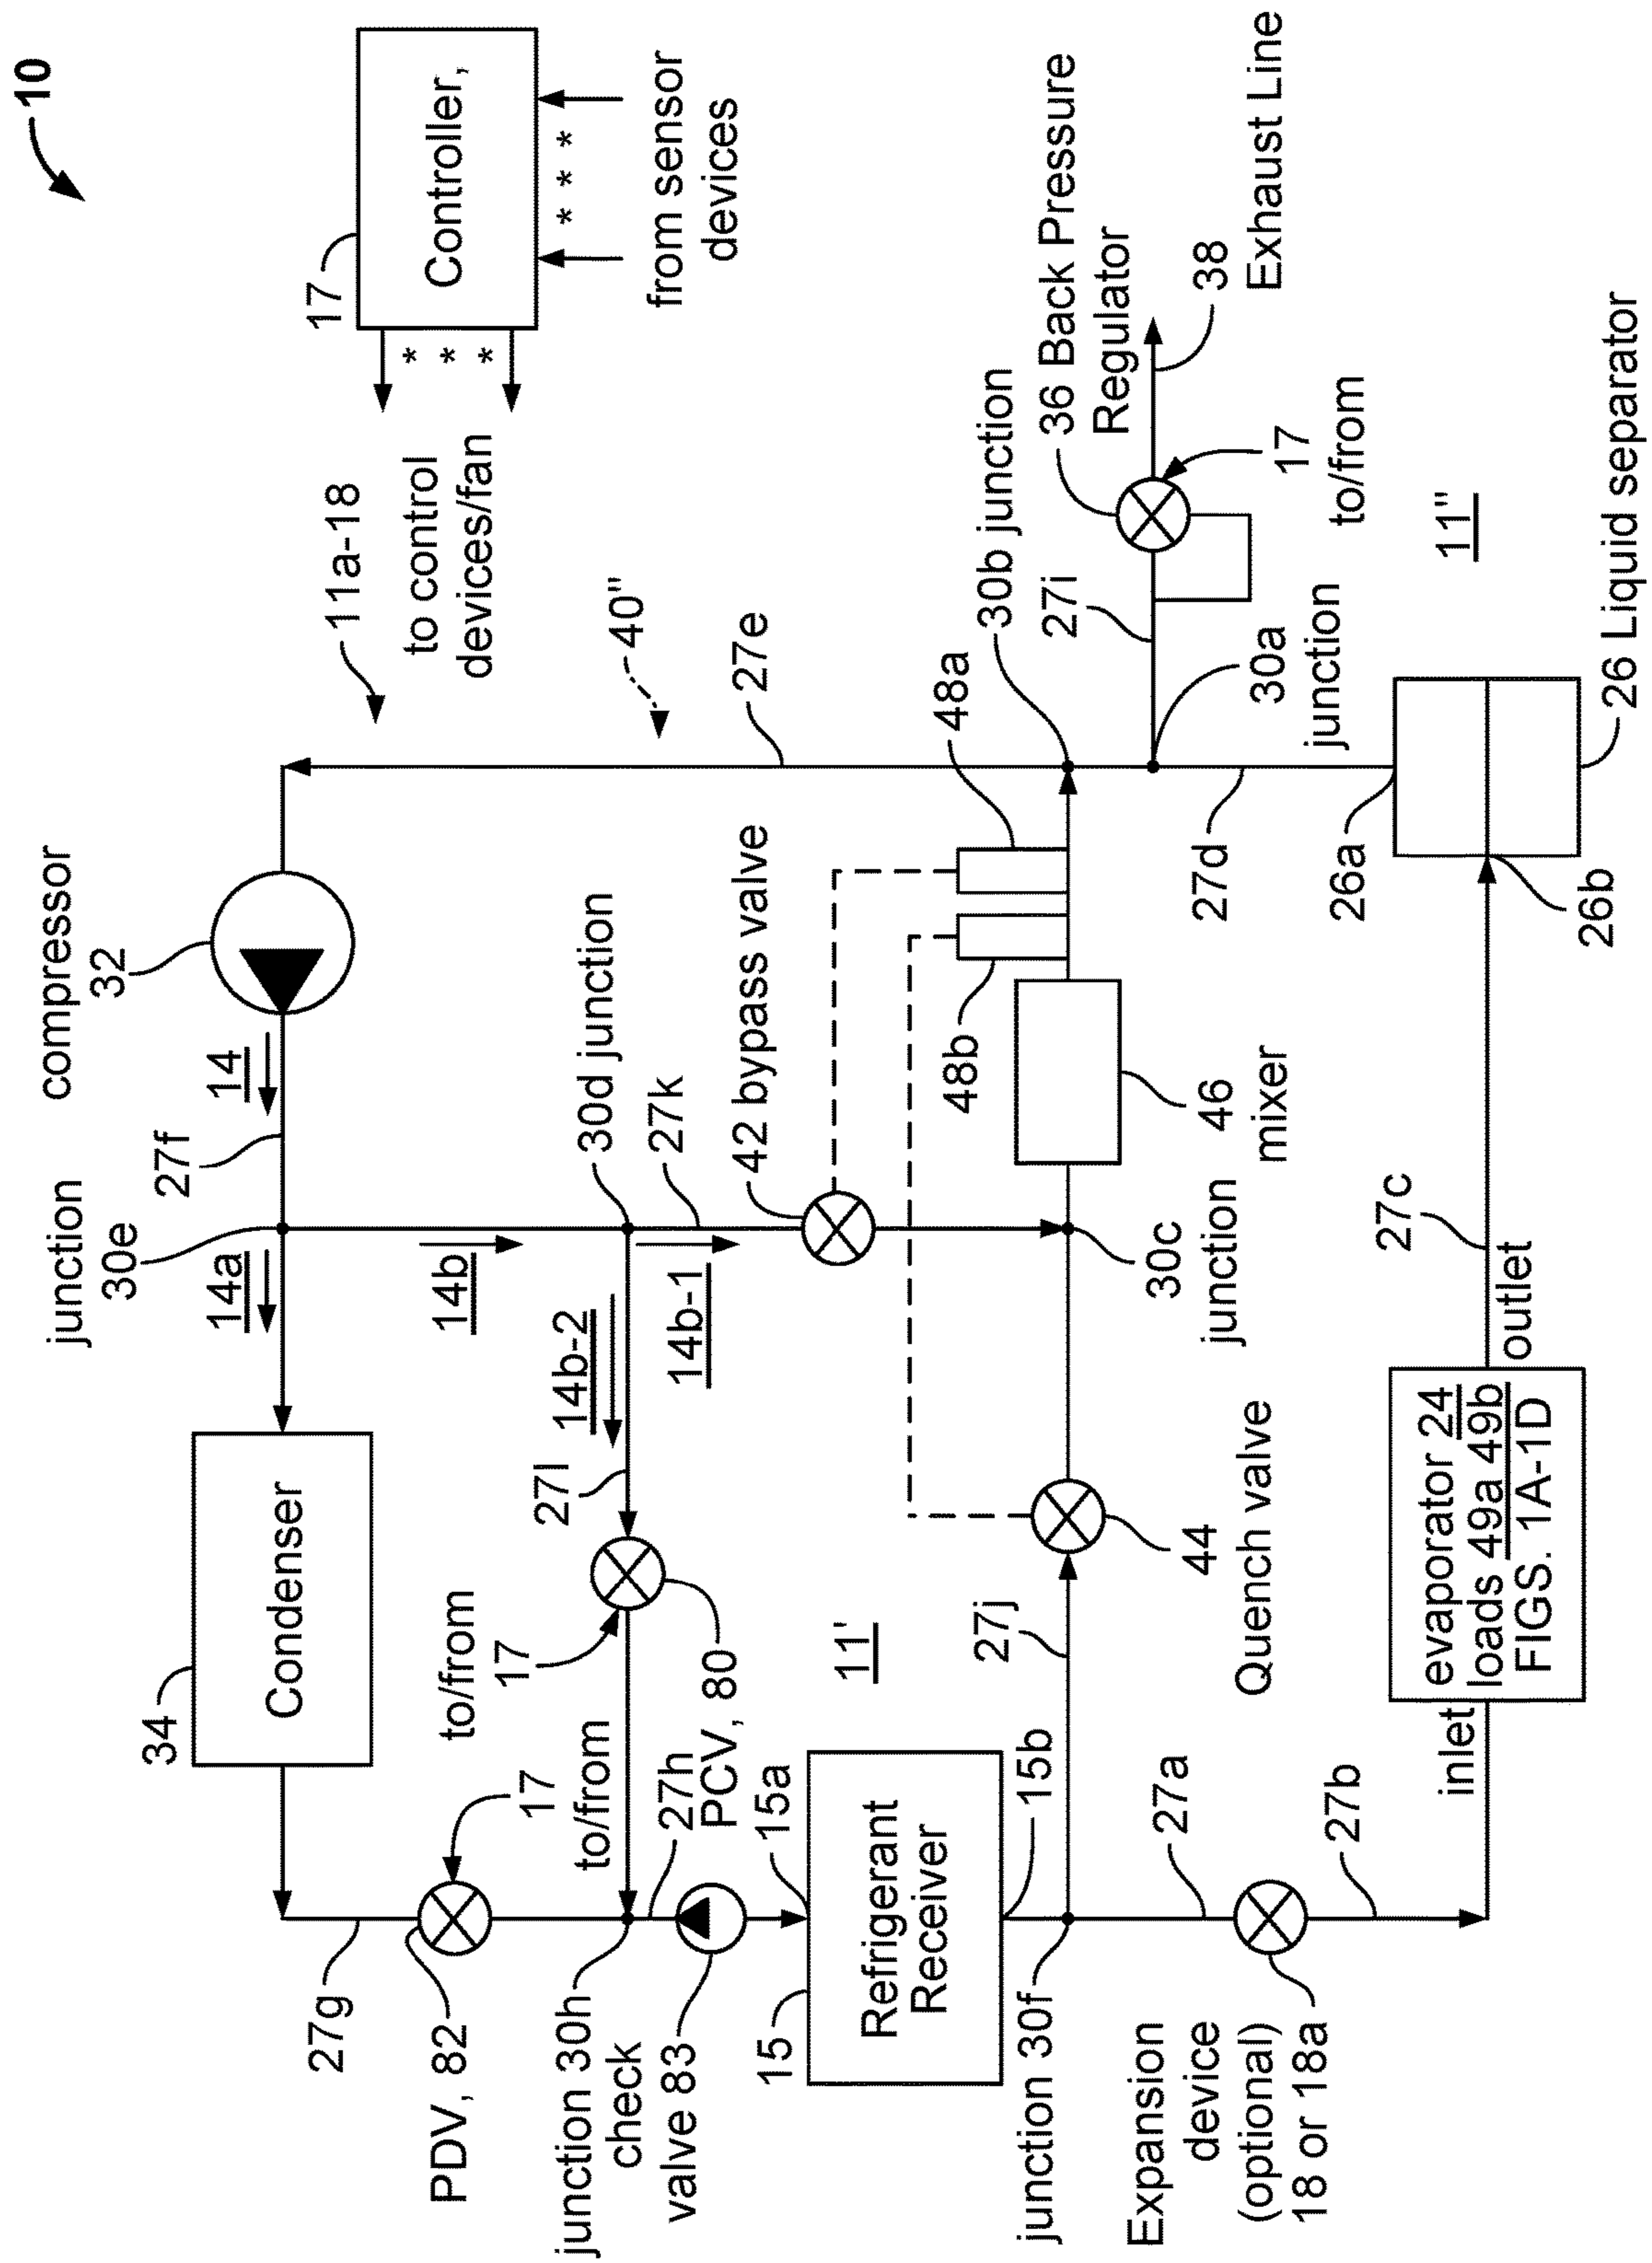 10
Controller,
17
from sensor
devices
to control
devices/fan
11a-18
40"
27e
compressor
32
14
27f
junction
30e
14a
14b
30d junction
27k
14b-1
14b-2
27l
42 bypass valve
48a
48b
46
mixer
30b junction
36 Back Pressure
Regulator
38
Exhaust Line
27i
17
to/from
30a
junction
11"
27d
26a
26b
26 Liquid separator
30c
junction
34
Condenser
to/from
17
17
to/from
PCV, 80
11'
27g
PDV, 82
junction 30h
27h
check
valve 83
15a
15
Refrigerant
Receiver
15b
27j
44
Quench valve
junction 30f
27a
Expansion
device
(optional)
18 or 18a
27b
inlet
evaporator 24
loads 49a 49b
FIGS. 1A-1D
outlet
27c